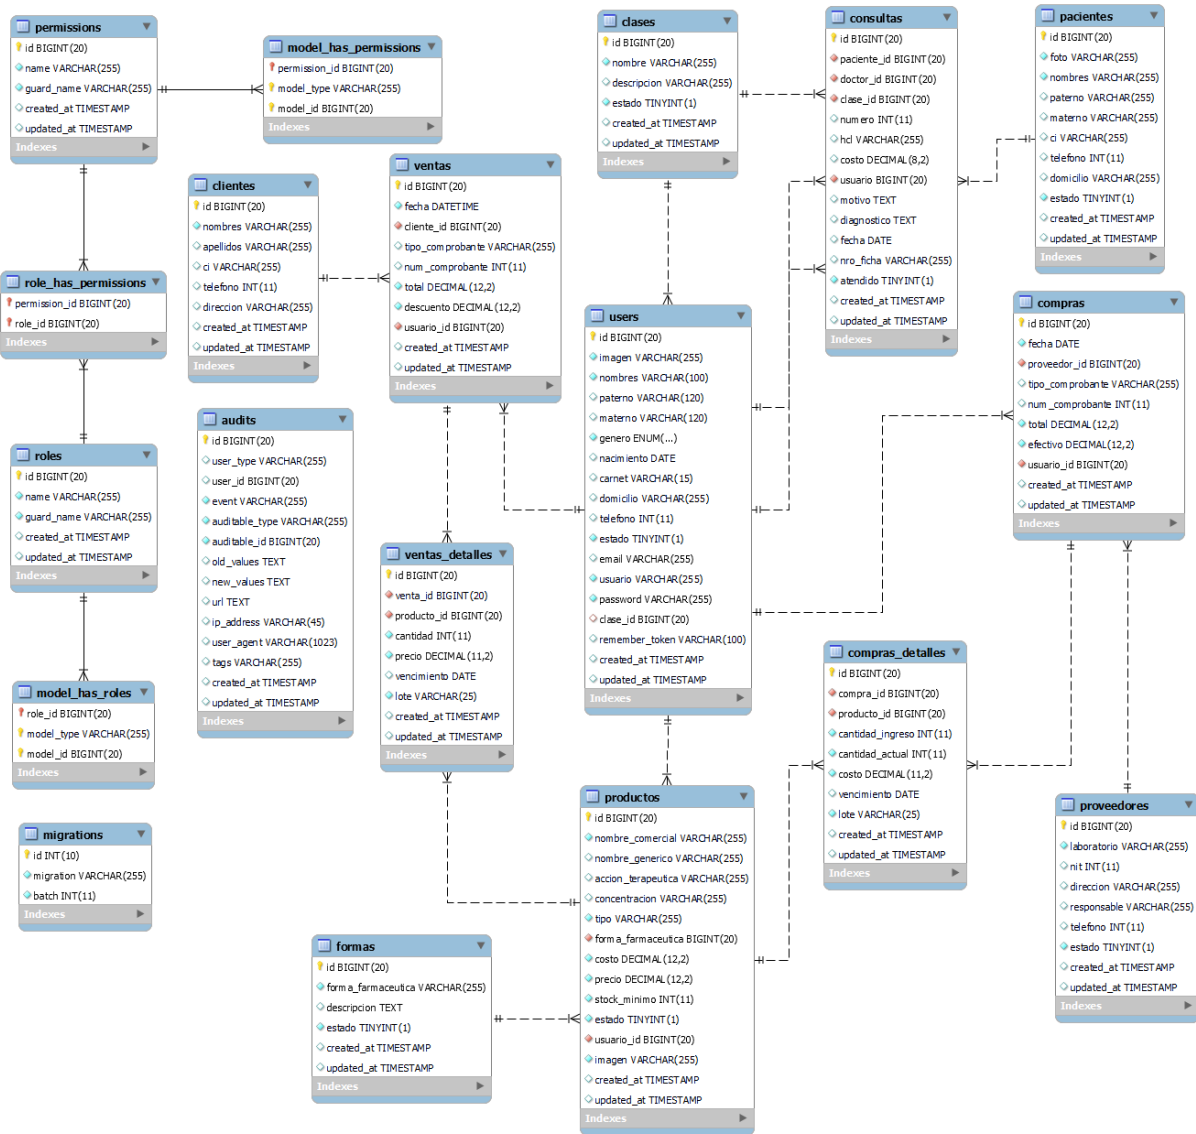 permissions
id BIGINT(20)
name VARCHAR(255)
guard_name VARCHAR(255)
created_at TIMESTAMP
updated_at TIMESTAMP
Indexes
model_has_permissions
permission_id BIGINT(20)
model_type VARCHAR(255)
model_id BIGINT(20)
Indexes
clases
id BIGINT(20)
nombre VARCHAR(255)
descripcion VARCHAR(255)
estado TINYINT(1)
created_at TIMESTAMP
updated_at TIMESTAMP
Indexes
consultas
id BIGINT(20)
paciente_id BIGINT(20)
doctor_id BIGINT(20)
clase_id BIGINT(20)
numero INT(11)
hcl VARCHAR(255)
costo DECIMAL(8,2)
usuario BIGINT(20)
motivo TEXT
diagnostico TEXT
fecha DATE
nro_ficha VARCHAR(255)
atendido TINYINT(1)
created_at TIMESTAMP
updated_at TIMESTAMP
Indexes
pacientes
id BIGINT(20)
foto VARCHAR(255)
nombres VARCHAR(255)
paterno VARCHAR(255)
materno VARCHAR(255)
ci VARCHAR(255)
telefono INT(11)
domicilio VARCHAR(255)
estado TINYINT(1)
created_at TIMESTAMP
updated_at TIMESTAMP
Indexes
clientes
id BIGINT(20)
nombres VARCHAR(255)
apellidos VARCHAR(255)
ci VARCHAR(255)
telefono INT(11)
direccion VARCHAR(255)
created_at TIMESTAMP
updated_at TIMESTAMP
Indexes
ventas
id BIGINT(20)
fecha DATETIME
cliente_id BIGINT(20)
tipo_comprobante VARCHAR(255)
num_comprobante INT(11)
total DECIMAL(12,2)
descuento DECIMAL(12,2)
usuario_id BIGINT(20)
created_at TIMESTAMP
updated_at TIMESTAMP
Indexes
role_has_permissions
permission_id BIGINT(20)
role_id BIGINT(20)
Indexes
users
id BIGINT(20)
imagen VARCHAR(255)
nombres VARCHAR(100)
paterno VARCHAR(120)
materno VARCHAR(120)
genero ENUM(...)
nacimiento DATE
carnet VARCHAR(15)
domicilio VARCHAR(255)
telefono INT(11)
estado TINYINT(1)
email VARCHAR(255)
usuario VARCHAR(255)
password VARCHAR(255)
clase_id BIGINT(20)
remember_token VARCHAR(100)
created_at TIMESTAMP
updated_at TIMESTAMP
Indexes
compras
id BIGINT(20)
fecha DATE
proveedor_id BIGINT(20)
tipo_comprobante VARCHAR(255)
num_comprobante INT(11)
total DECIMAL(12,2)
efectivo DECIMAL(12,2)
usuario_id BIGINT(20)
created_at TIMESTAMP
updated_at TIMESTAMP
Indexes
audits
id BIGINT(20)
user_type VARCHAR(255)
user_id BIGINT(20)
event VARCHAR(255)
auditable_type VARCHAR(255)
auditable_id BIGINT(20)
old_values TEXT
new_values TEXT
url TEXT
ip_address VARCHAR(45)
user_agent VARCHAR(1023)
tags VARCHAR(255)
created_at TIMESTAMP
updated_at TIMESTAMP
Indexes
roles
id BIGINT(20)
name VARCHAR(255)
guard_name VARCHAR(255)
created_at TIMESTAMP
updated_at TIMESTAMP
Indexes
ventas_detalles
id BIGINT(20)
venta_id BIGINT(20)
producto_id BIGINT(20)
cantidad INT(11)
precio DECIMAL(11,2)
vencimiento DATE
lote VARCHAR(25)
created_at TIMESTAMP
updated_at TIMESTAMP
Indexes
compras_detalles
id BIGINT(20)
compra_id BIGINT(20)
producto_id BIGINT(20)
cantidad_ingreso INT(11)
cantidad_actual INT(11)
costo DECIMAL(11,2)
vencimiento DATE
lote VARCHAR(25)
created_at TIMESTAMP
updated_at TIMESTAMP
Indexes
model_has_roles
role_id BIGINT(20)
model_type VARCHAR(255)
model_id BIGINT(20)
Indexes
productos
id BIGINT(20)
nombre_comercial VARCHAR(255)
nombre_generico VARCHAR(255)
accion_terapeutica VARCHAR(255)
concentracion VARCHAR(255)
tipo VARCHAR(255)
forma_farmaceutica BIGINT(20)
costo DECIMAL(12,2)
precio DECIMAL(12,2)
stock_minimo INT(11)
estado TINYINT(1)
usuario_id BIGINT(20)
imagen VARCHAR(255)
created_at TIMESTAMP
updated_at TIMESTAMP
Indexes
proveedores
id BIGINT(20)
laboratorio VARCHAR(255)
nit INT(11)
direccion VARCHAR(255)
responsable VARCHAR(255)
telefono INT(11)
estado TINYINT(1)
created_at TIMESTAMP
updated_at TIMESTAMP
Indexes
migrations
id INT(10)
migration VARCHAR(255)
batch INT(11)
Indexes
formas
id BIGINT(20)
forma_farmaceutica VARCHAR(255)
descripcion TEXT
estado TINYINT(1)
created_at TIMESTAMP
updated_at TIMESTAMP
Indexes